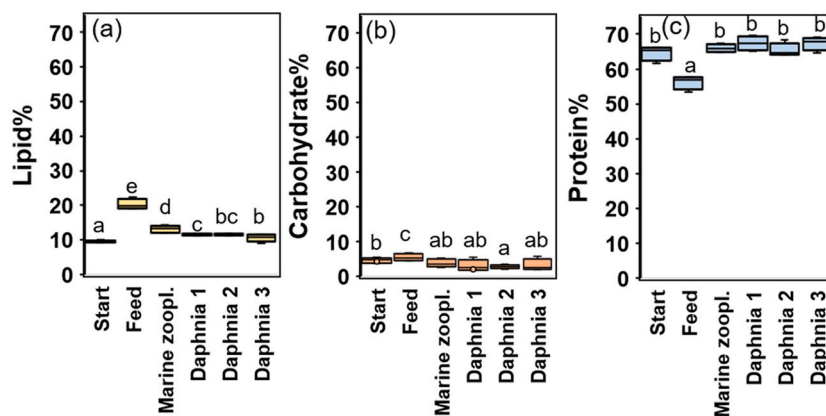 (a)
Lipid%
70
60
50
40
30
20
10
0
a
e
d
c
bc
b
Start
Feed
Marine zoopl.
Daphnia 1
Daphnia 2
Daphnia 3
(b)
Carbohydrate%
70
60
50
40
30
20
10
0
b
c
ab
ab
a
ab
Start
Feed
Marine zoopl.
Daphnia 1
Daphnia 2
Daphnia 3
(c)
Protein%
70
60
50
40
30
20
10
0
b
a
b
b
b
b
Start
Feed
Marine zoopl.
Daphnia 1
Daphnia 2
Daphnia 3